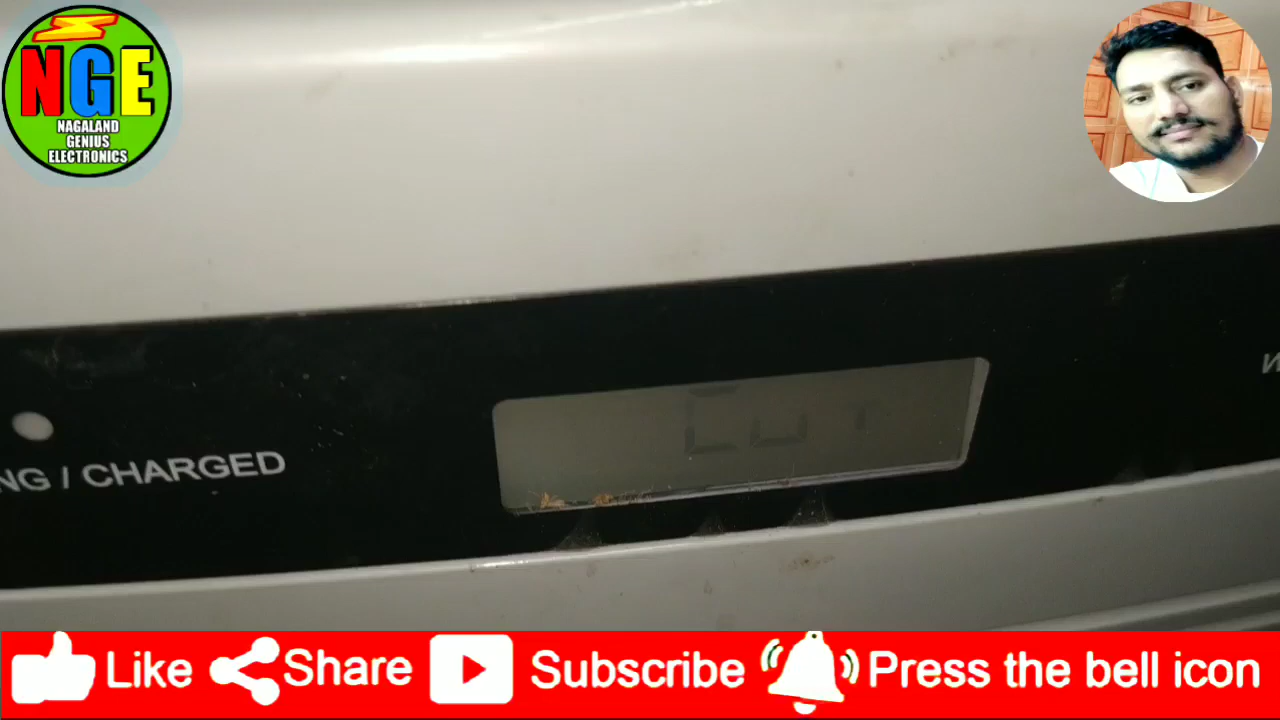 NGE
NAGALAND
GENIUS
ELECTRONICS
NG / CHARGED
Like Share Subscribe Press the bell icon